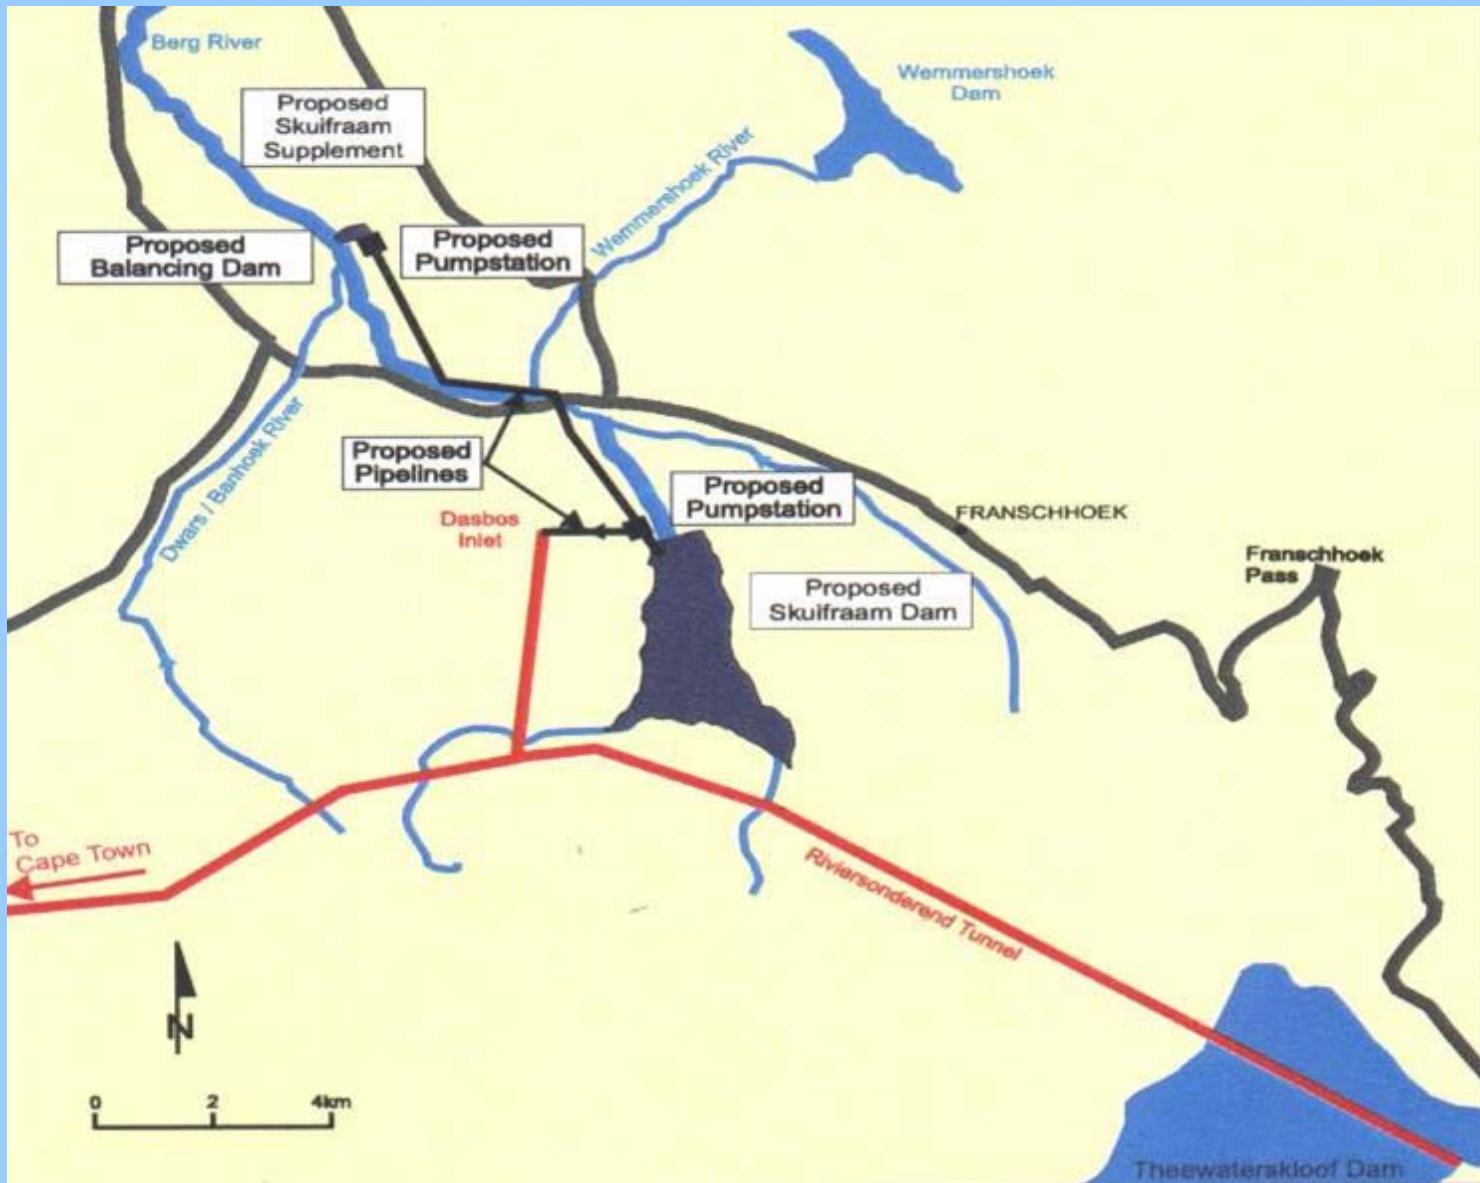 Berg River
Proposed
Skuifraam
Supplement
Wemmershoek
Dam
Wemmershoek River
Proposed
Balancing Dam
Proposed
Pumpstation
Dwars / Banhoek River
Proposed
Pipelines
Dasbos
Inlet
Proposed
Pumpstation
FRANSCHHOEK
Franschhoek
Pass
Proposed
Skuifraam Dam
To
Cape Town
Riviersonderend Tunnel
N
0 2 4km
Theewaterskloof Dam